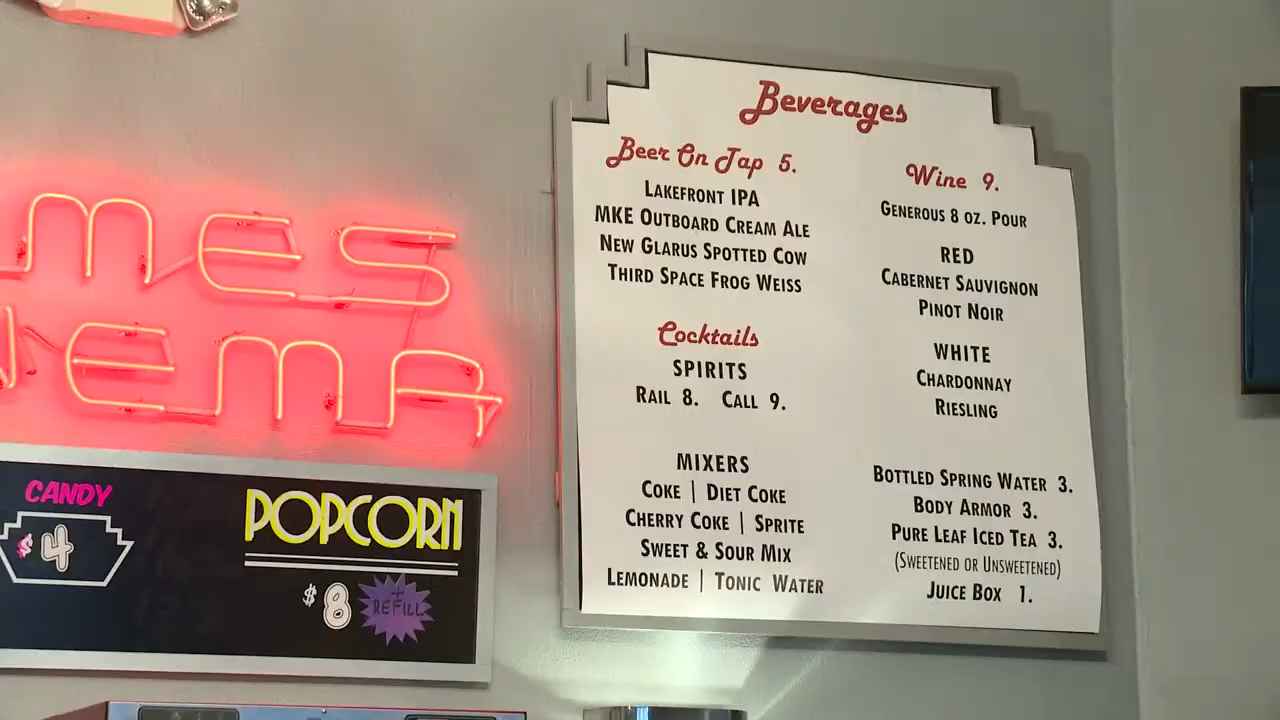 MES
EMA
CANDY
$4
POPCORN
$8
+
REFILL
Beverages
Beer On Tap 5.
LAKEFRONT IPA
MKE OUTBOARD CREAM ALE
NEW GLARUS SPOTTED COW
THIRD SPACE FROG WEISS
Cocktails
SPIRITS
RAIL 8. CALL 9.
MIXERS
COKE | DIET COKE
CHERRY COKE | SPRITE
SWEET & SOUR MIX
LEMONADE | TONIC WATER
Wine 9.
GENEROUS 8 OZ. POUR
RED
CABERNET SAUVIGNON
PINOT NOIR
WHITE
CHARDONNAY
RIESLING
BOTTLED SPRING WATER 3.
BODY ARMOR 3.
PURE LEAF ICED TEA 3.
(SWEETENED OR UNSWEETENED)
JUICE BOX 1.